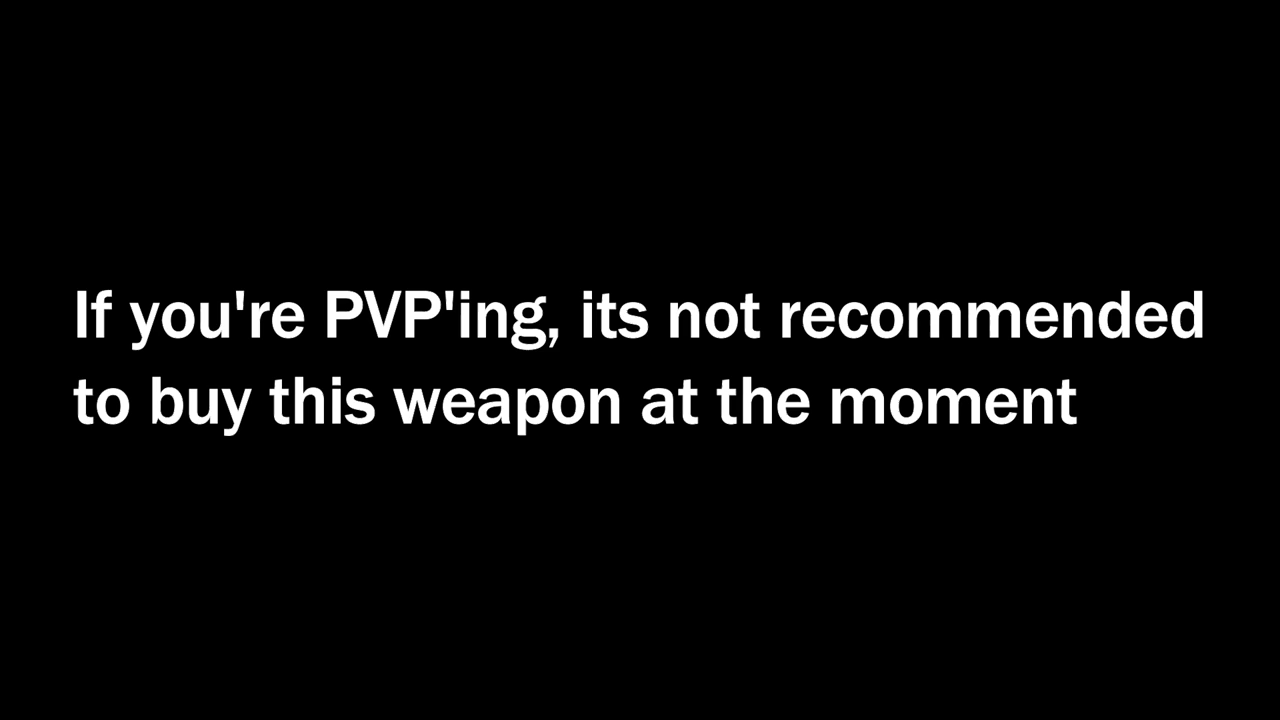 If you're PVP'ing, its not recommended
to buy this weapon at the moment